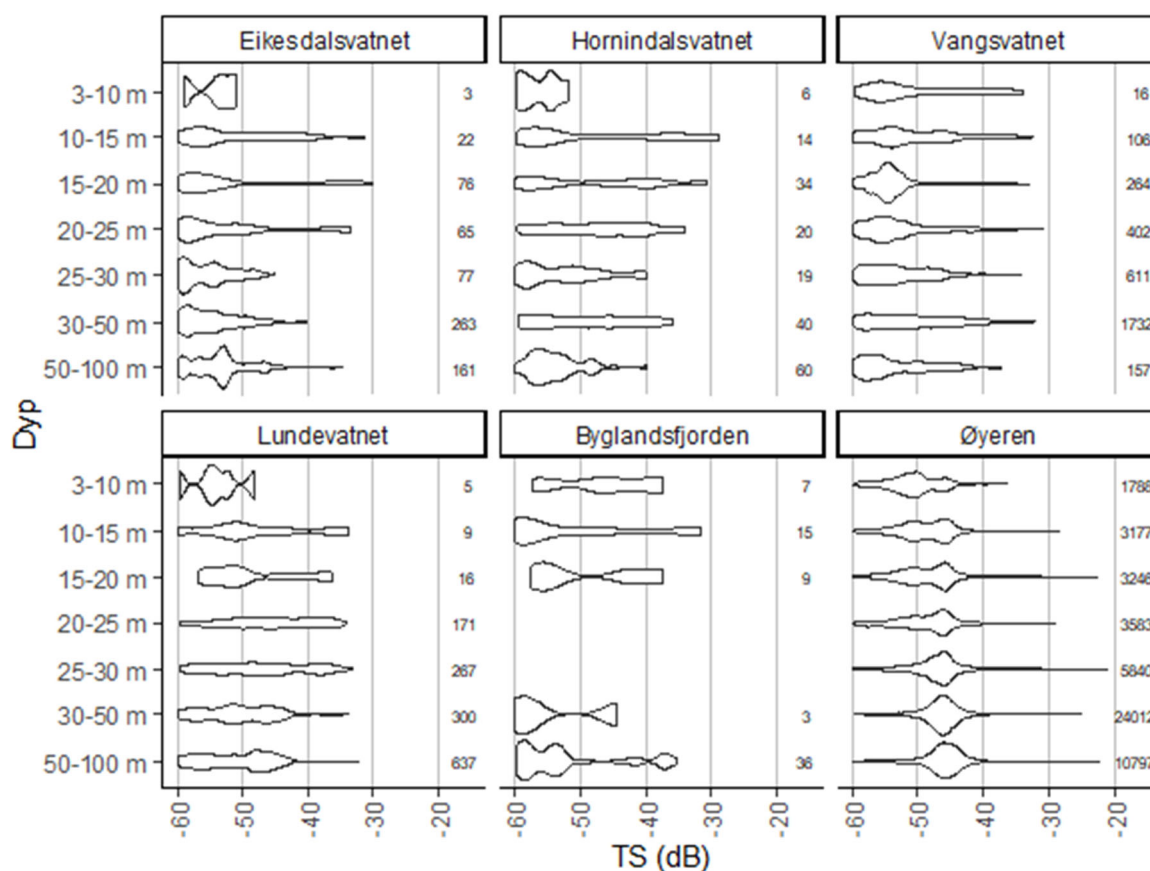 Eikesdalsvatnet Hornindalsvatnet Vangsvatnet
3-10 m 3 6 16
10-15 m 22 14 106
15-20 m 76 34 264
20-25 m 65 20 402
25-30 m 77 19 611
30-50 m 263 40 1732
50-100 m 161 60 157
Dyp
Lundevatnet Byglandsfjorden Øyeren
3-10 m 5 7 1786
10-15 m 9 15 3177
15-20 m 16 9 3246
20-25 m 171 3583
25-30 m 267 5840
30-50 m 300 3 24012
50-100 m 637 36 10797
-60 -50 -40 -30 -20 -60 -50 -40 -30 -20 -60 -50 -40 -30 -20
TS (dB)